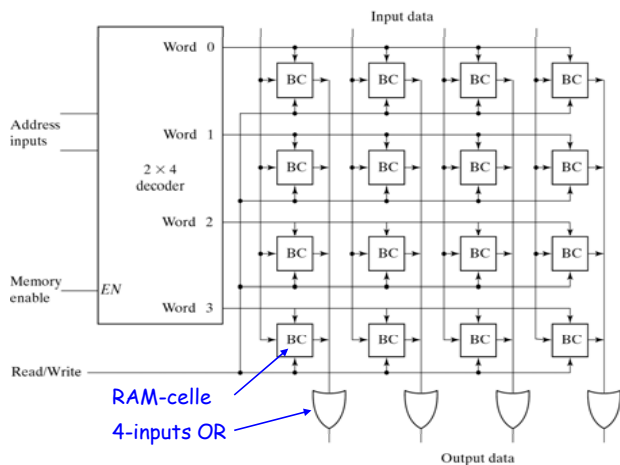 Input data
Word 0
BC BC BC BC
Address
inputs
Word 1
2 × 4
decoder
BC BC BC BC
Word 2
BC BC BC BC
Memory
enable
EN
Word 3
BC BC BC BC
Read/Write
RAM-celle
4-inputs OR
Output data